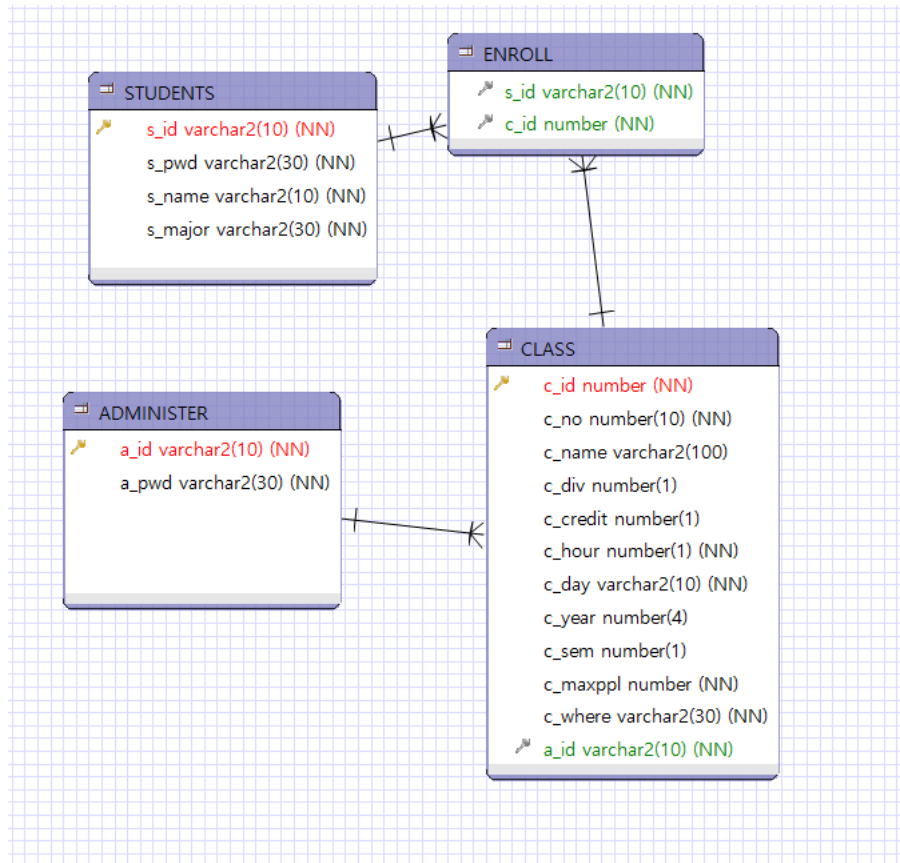 STUDENTS
s_id varchar2(10) (NN)
s_pwd varchar2(30) (NN)
s_name varchar2(10) (NN)
s_major varchar2(30) (NN)
ENROLL
s_id varchar2(10) (NN)
c_id number (NN)
ADMINISTER
a_id varchar2(10) (NN)
a_pwd varchar2(30) (NN)
CLASS
c_id number (NN)
c_no number(10) (NN)
c_name varchar2(100)
c_div number(1)
c_credit number(1)
c_hour number(1) (NN)
c_day varchar2(10) (NN)
c_year number(4)
c_sem number(1)
c_maxppl number (NN)
c_where varchar2(30) (NN)
a_id varchar2(10) (NN)